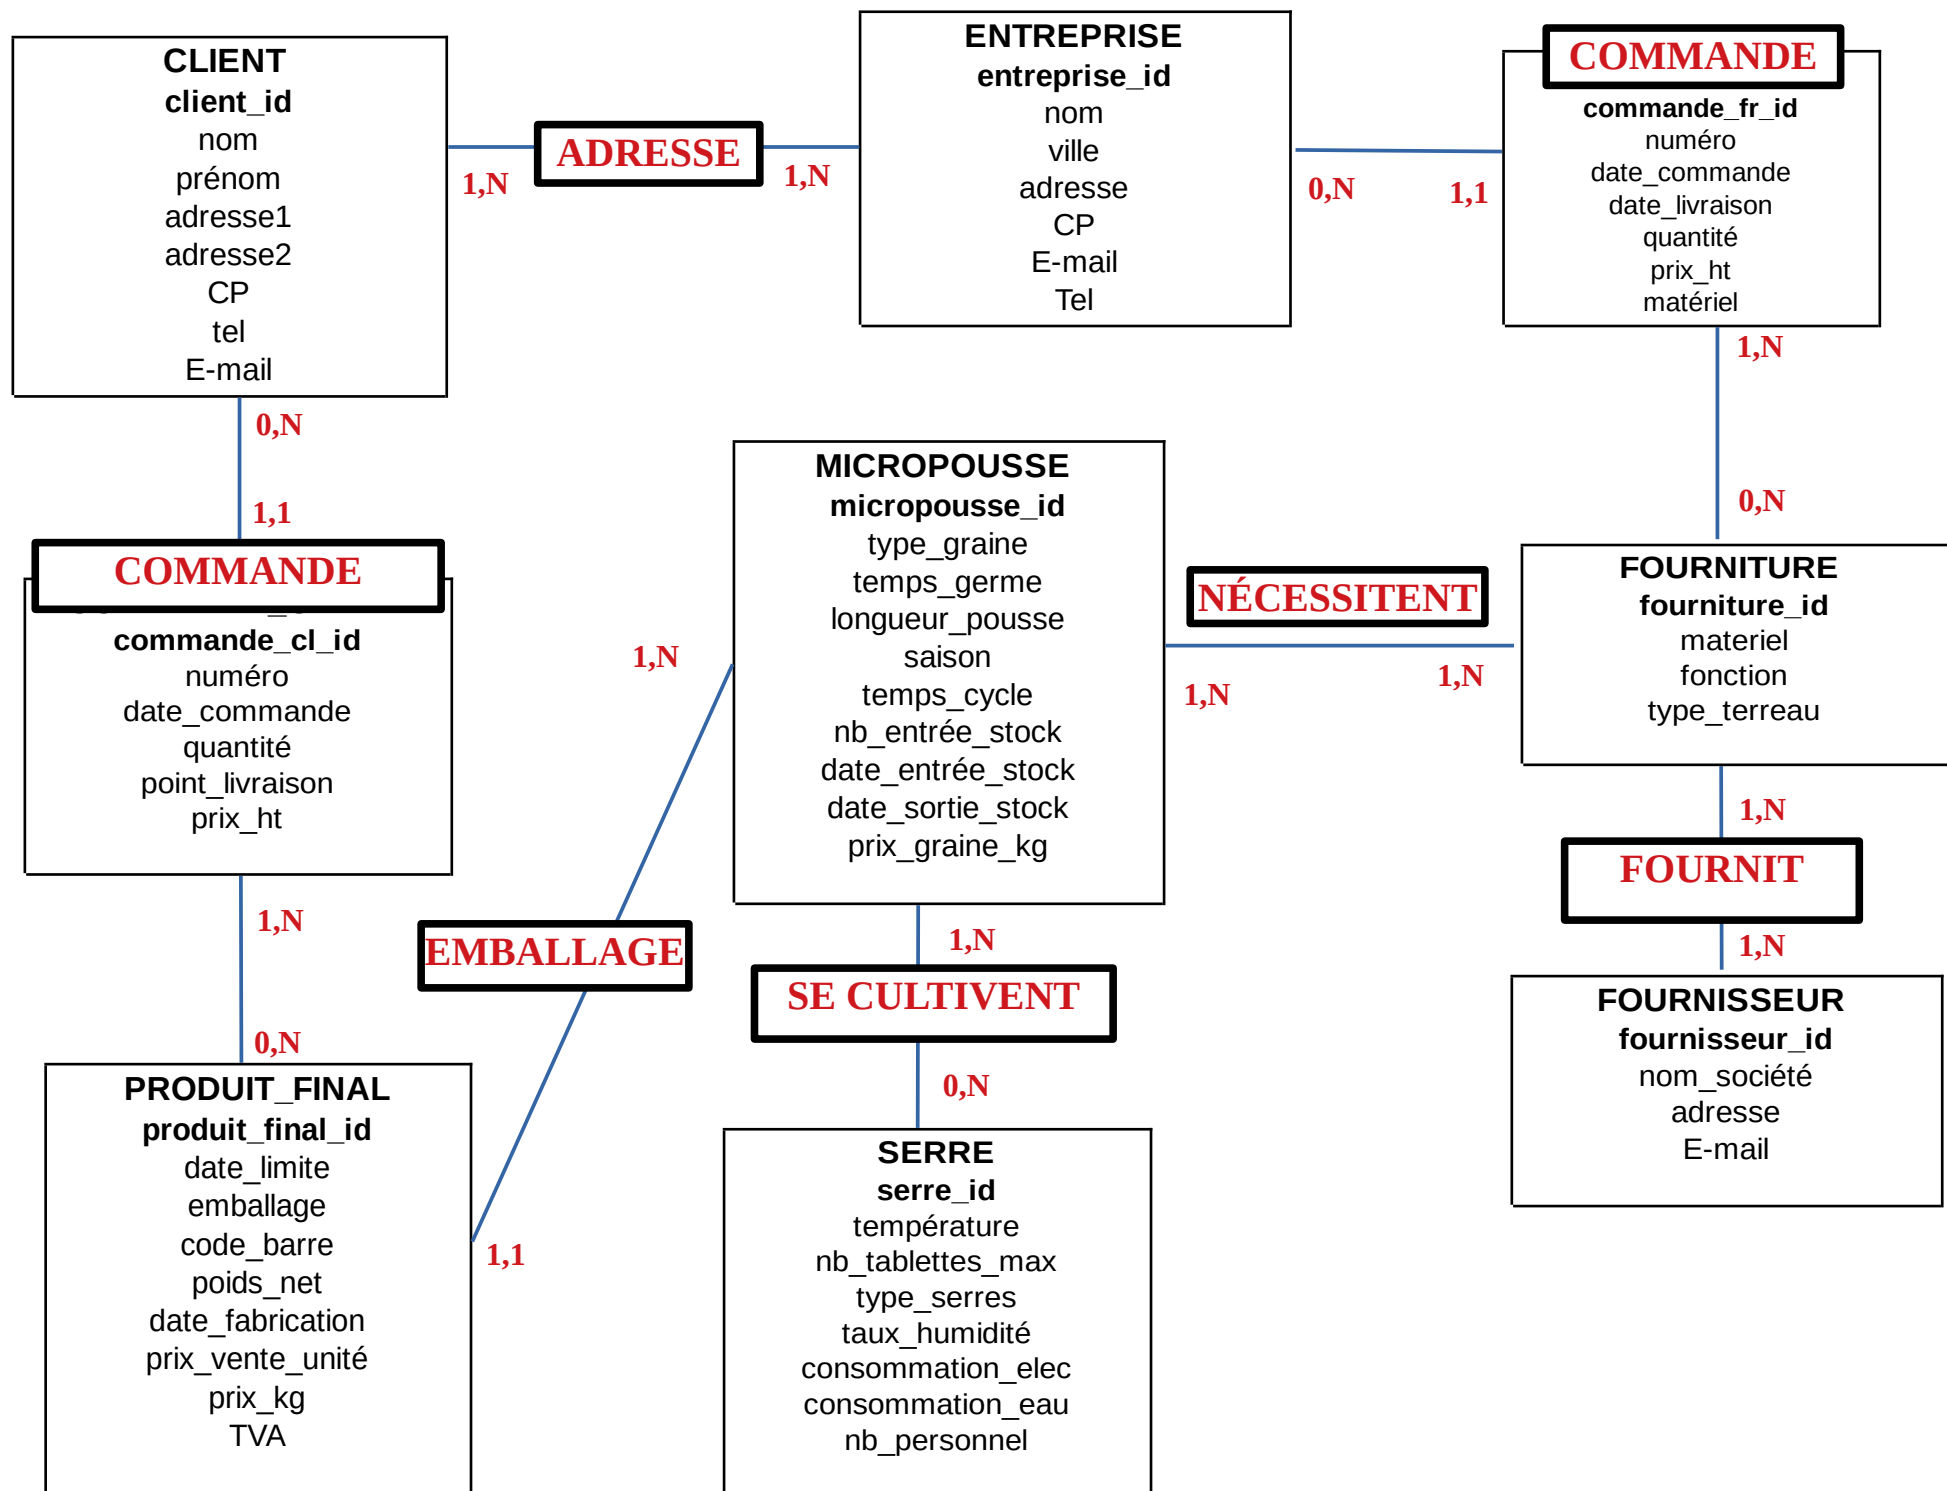 CLIENT
client_id
nom
prénom
adresse1
adresse2
CP
tel
E-mail
1,N
ADRESSE
1,N
ENTREPRISE
entreprise_id
nom
ville
adresse
CP
E-mail
Tel
0,N
1,1
COMMANDE
commande_fr_id
numéro
date_commande
date_livraison
quantité
prix_ht
matériel
1,N
0,N
0,N
1,1
COMMANDE
commande_cl_id
numéro
date_commande
quantité
point_livraison
prix_ht
1,N
0,N
MICROPOUSSE
micropousse_id
type_graine
temps_germe
longueur_pousse
saison
temps_cycle
nb_entrée_stock
date_entrée_stock
date_sortie_stock
prix_graine_kg
1,N
NÉCESSITENT
1,N
1,N
FOURNITURE
fourniture_id
materiel
fonction
type_terreau
1,N
FOURNIT
1,N
EMBALLAGE
1,1
1,N
SE CULTIVENT
0,N
PRODUIT_FINAL
produit_final_id
date_limite
emballage
code_barre
poids_net
date_fabrication
prix_vente_unité
prix_kg
TVA
SERRE
serre_id
température
nb_tablettes_max
type_serres
taux_humidité
consommation_elec
consommation_eau
nb_personnel
FOURNISSEUR
fournisseur_id
nom_société
adresse
E-mail